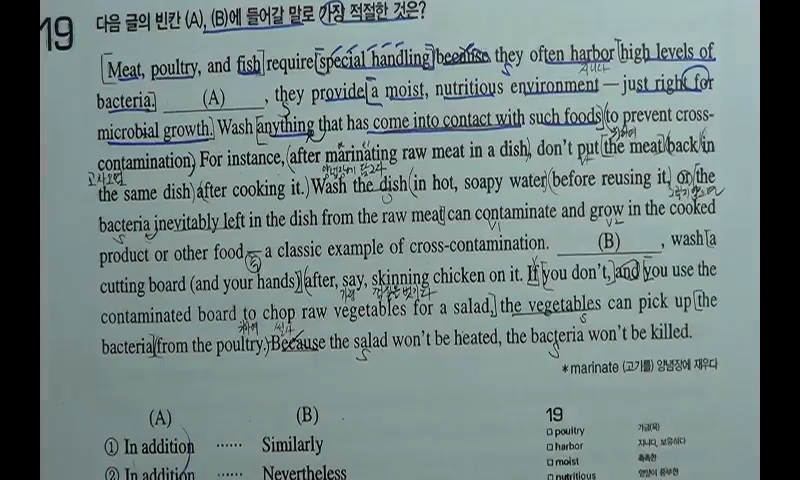 19
다음 글의 빈칸 (A), (B)에 들어갈 말로 가장 적절한 것은?
Meat, poultry, and fish require special handling because they often harbor high levels of
지니다
bacteria. (A) , they provide a moist, nutritious environment — just right for
microbial growth. Wash anything that has come into contact with such foods to prevent cross-
contamination. For instance, after marinating raw meat in a dish, don't put the meat back in
교차오염
the same dish after cooking it. Wash the dish in hot, soapy water before reusing it, or the
bacteria inevitably left in the dish from the raw meat can contaminate and grow in the cooked
product or other food — a classic example of cross-contamination. (B) , wash a
cutting board (and your hands) after, say, skinning chicken on it. If you don't, and you use the
contaminated board to chop raw vegetables for a salad, the vegetables can pick up the
bacteria from the poultry. Because the salad won't be heated, the bacteria won't be killed.
* marinate (고기를) 양념장에 재우다
(A) (B)
① In addition ...... Similarly
② In addition ...... Nevertheless
19
□ poultry 가금(육)
□ harbor 지니다, 보유하다
□ moist 촉촉한
□ nutritious 영양이 풍부한